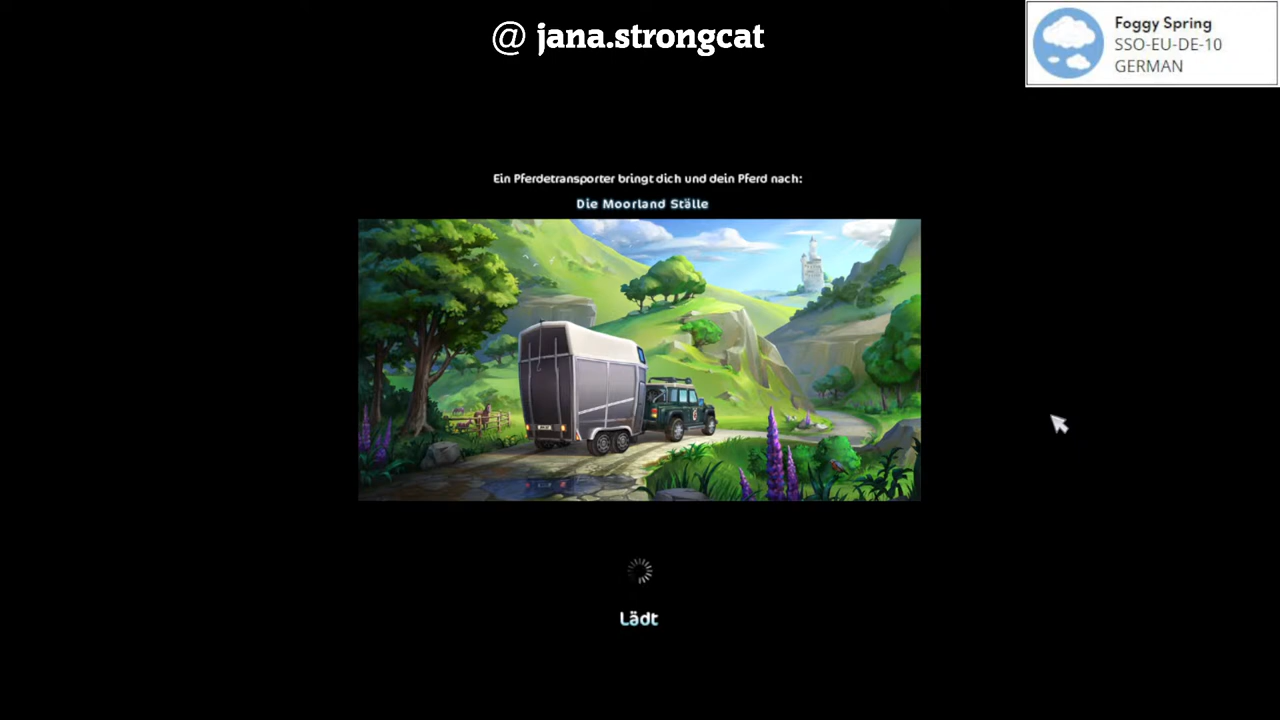 @ jana.strongcat
Foggy Spring
SSO-EU-DE-10
GERMAN
Ein Pferdetransporter bringt dich und dein Pferd nach:
Die Moorland Ställe
Lädt